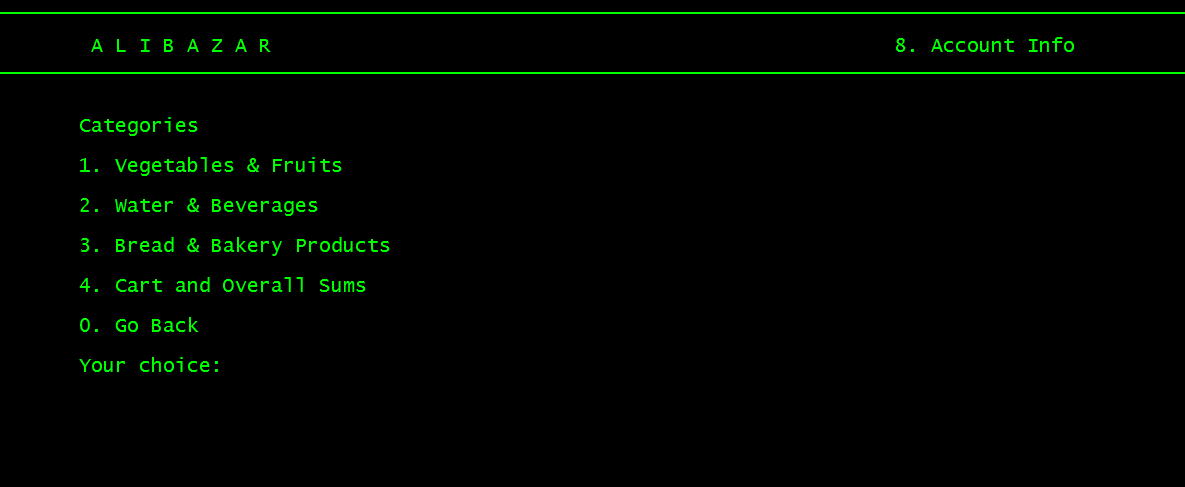 A L I B A Z A R 8. Account Info
Categories
1. Vegetables & Fruits
2. Water & Beverages
3. Bread & Bakery Products
4. Cart and Overall Sums
0. Go Back
Your choice: